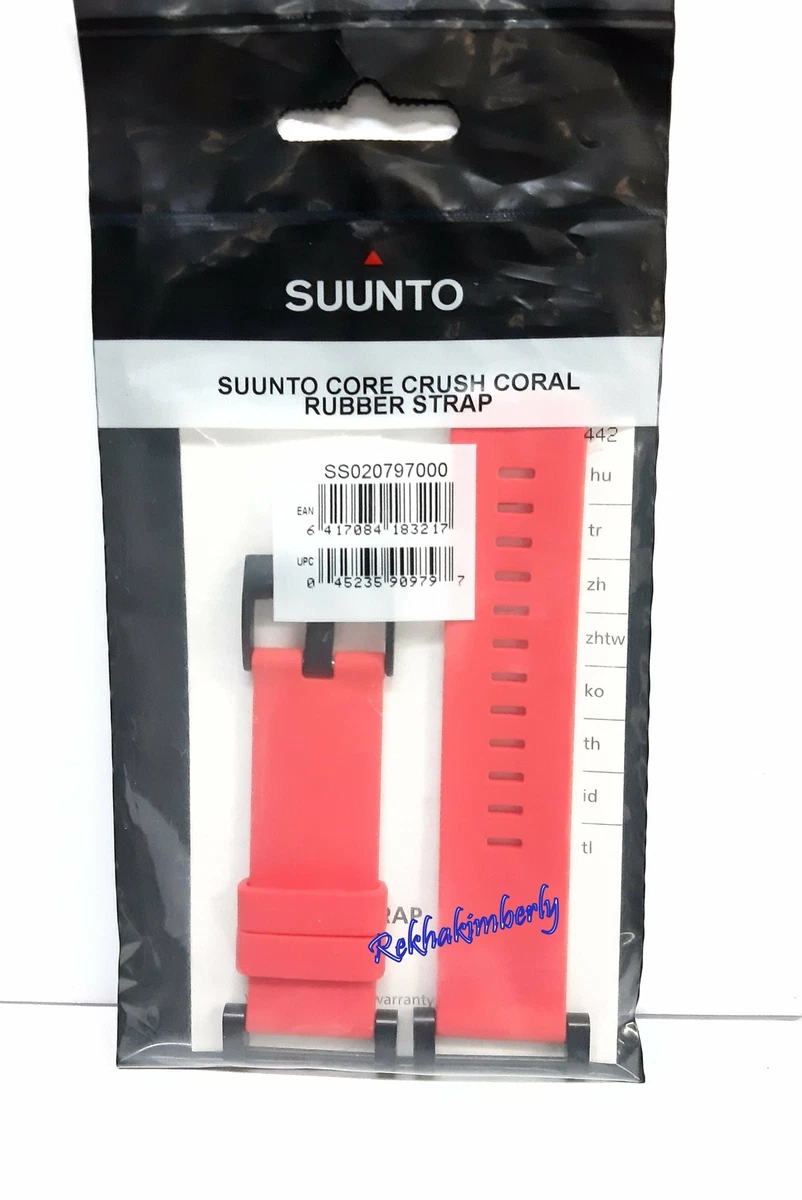 SUUNTO
SUUNTO CORE CRUSH CORAL
RUBBER STRAP
442
hu
tr
zh
zhtw
ko
th
id
tl
SS020797000
EAN
6 417084 183217
UPC
0 45235 90979 7
Rekhakimberly
warranty